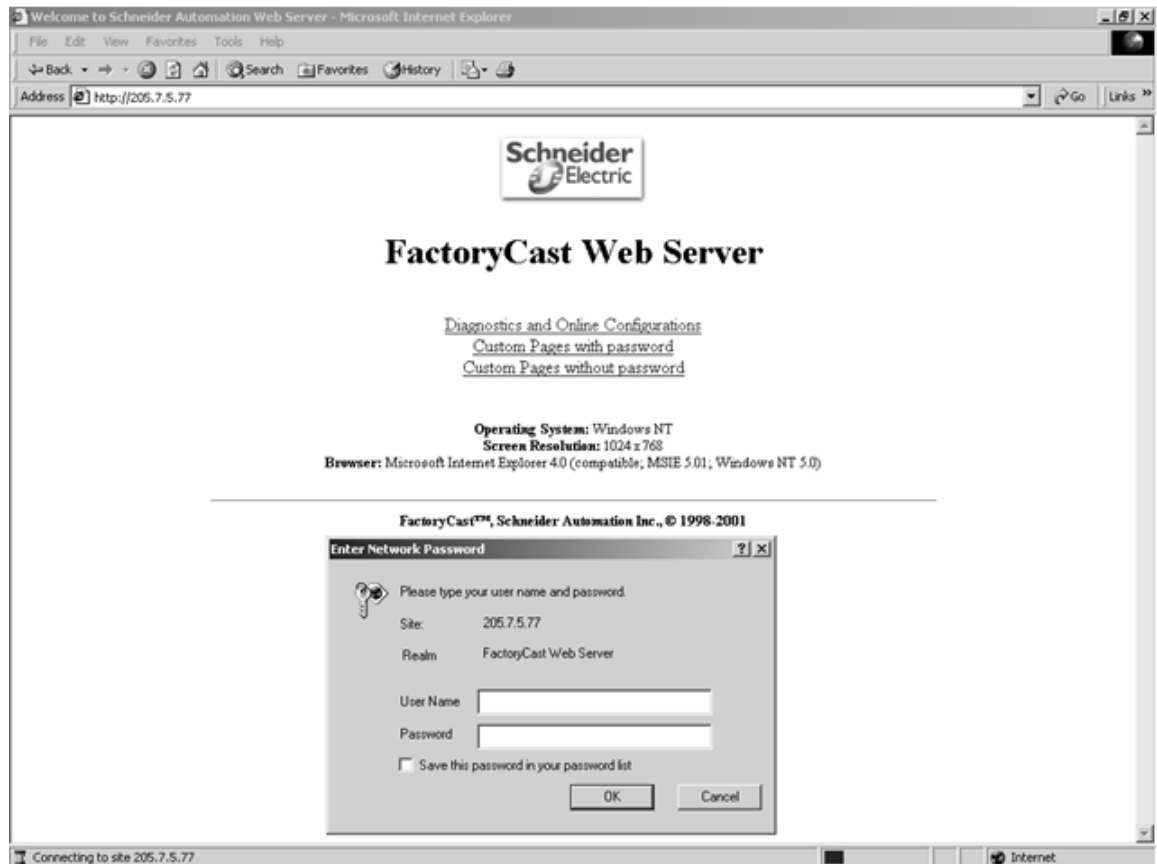 Welcome to Schneider Automation Web Server - Microsoft Internet Explorer
File Edit View Favorites Tools Help
Back Search Favorites History
Address http://205.7.5.77 Go Links »
Schneider
Electric
FactoryCast Web Server
Diagnostics and Online Configurations
Custom Pages with password
Custom Pages without password
Operating System: Windows NT
Screen Resolution: 1024 x 768
Browser: Microsoft Internet Explorer 4.0 (compatible; MSIE 5.01; Windows NT 5.0)
FactoryCast™, Schneider Automation Inc., © 1998-2001
Enter Network Password
Please type your user name and password.
Site: 205.7.5.77
Realm FactoryCast Web Server
User Name
Password
Save this password in your password list
OK Cancel
Connecting to site 205.7.5.77 Internet